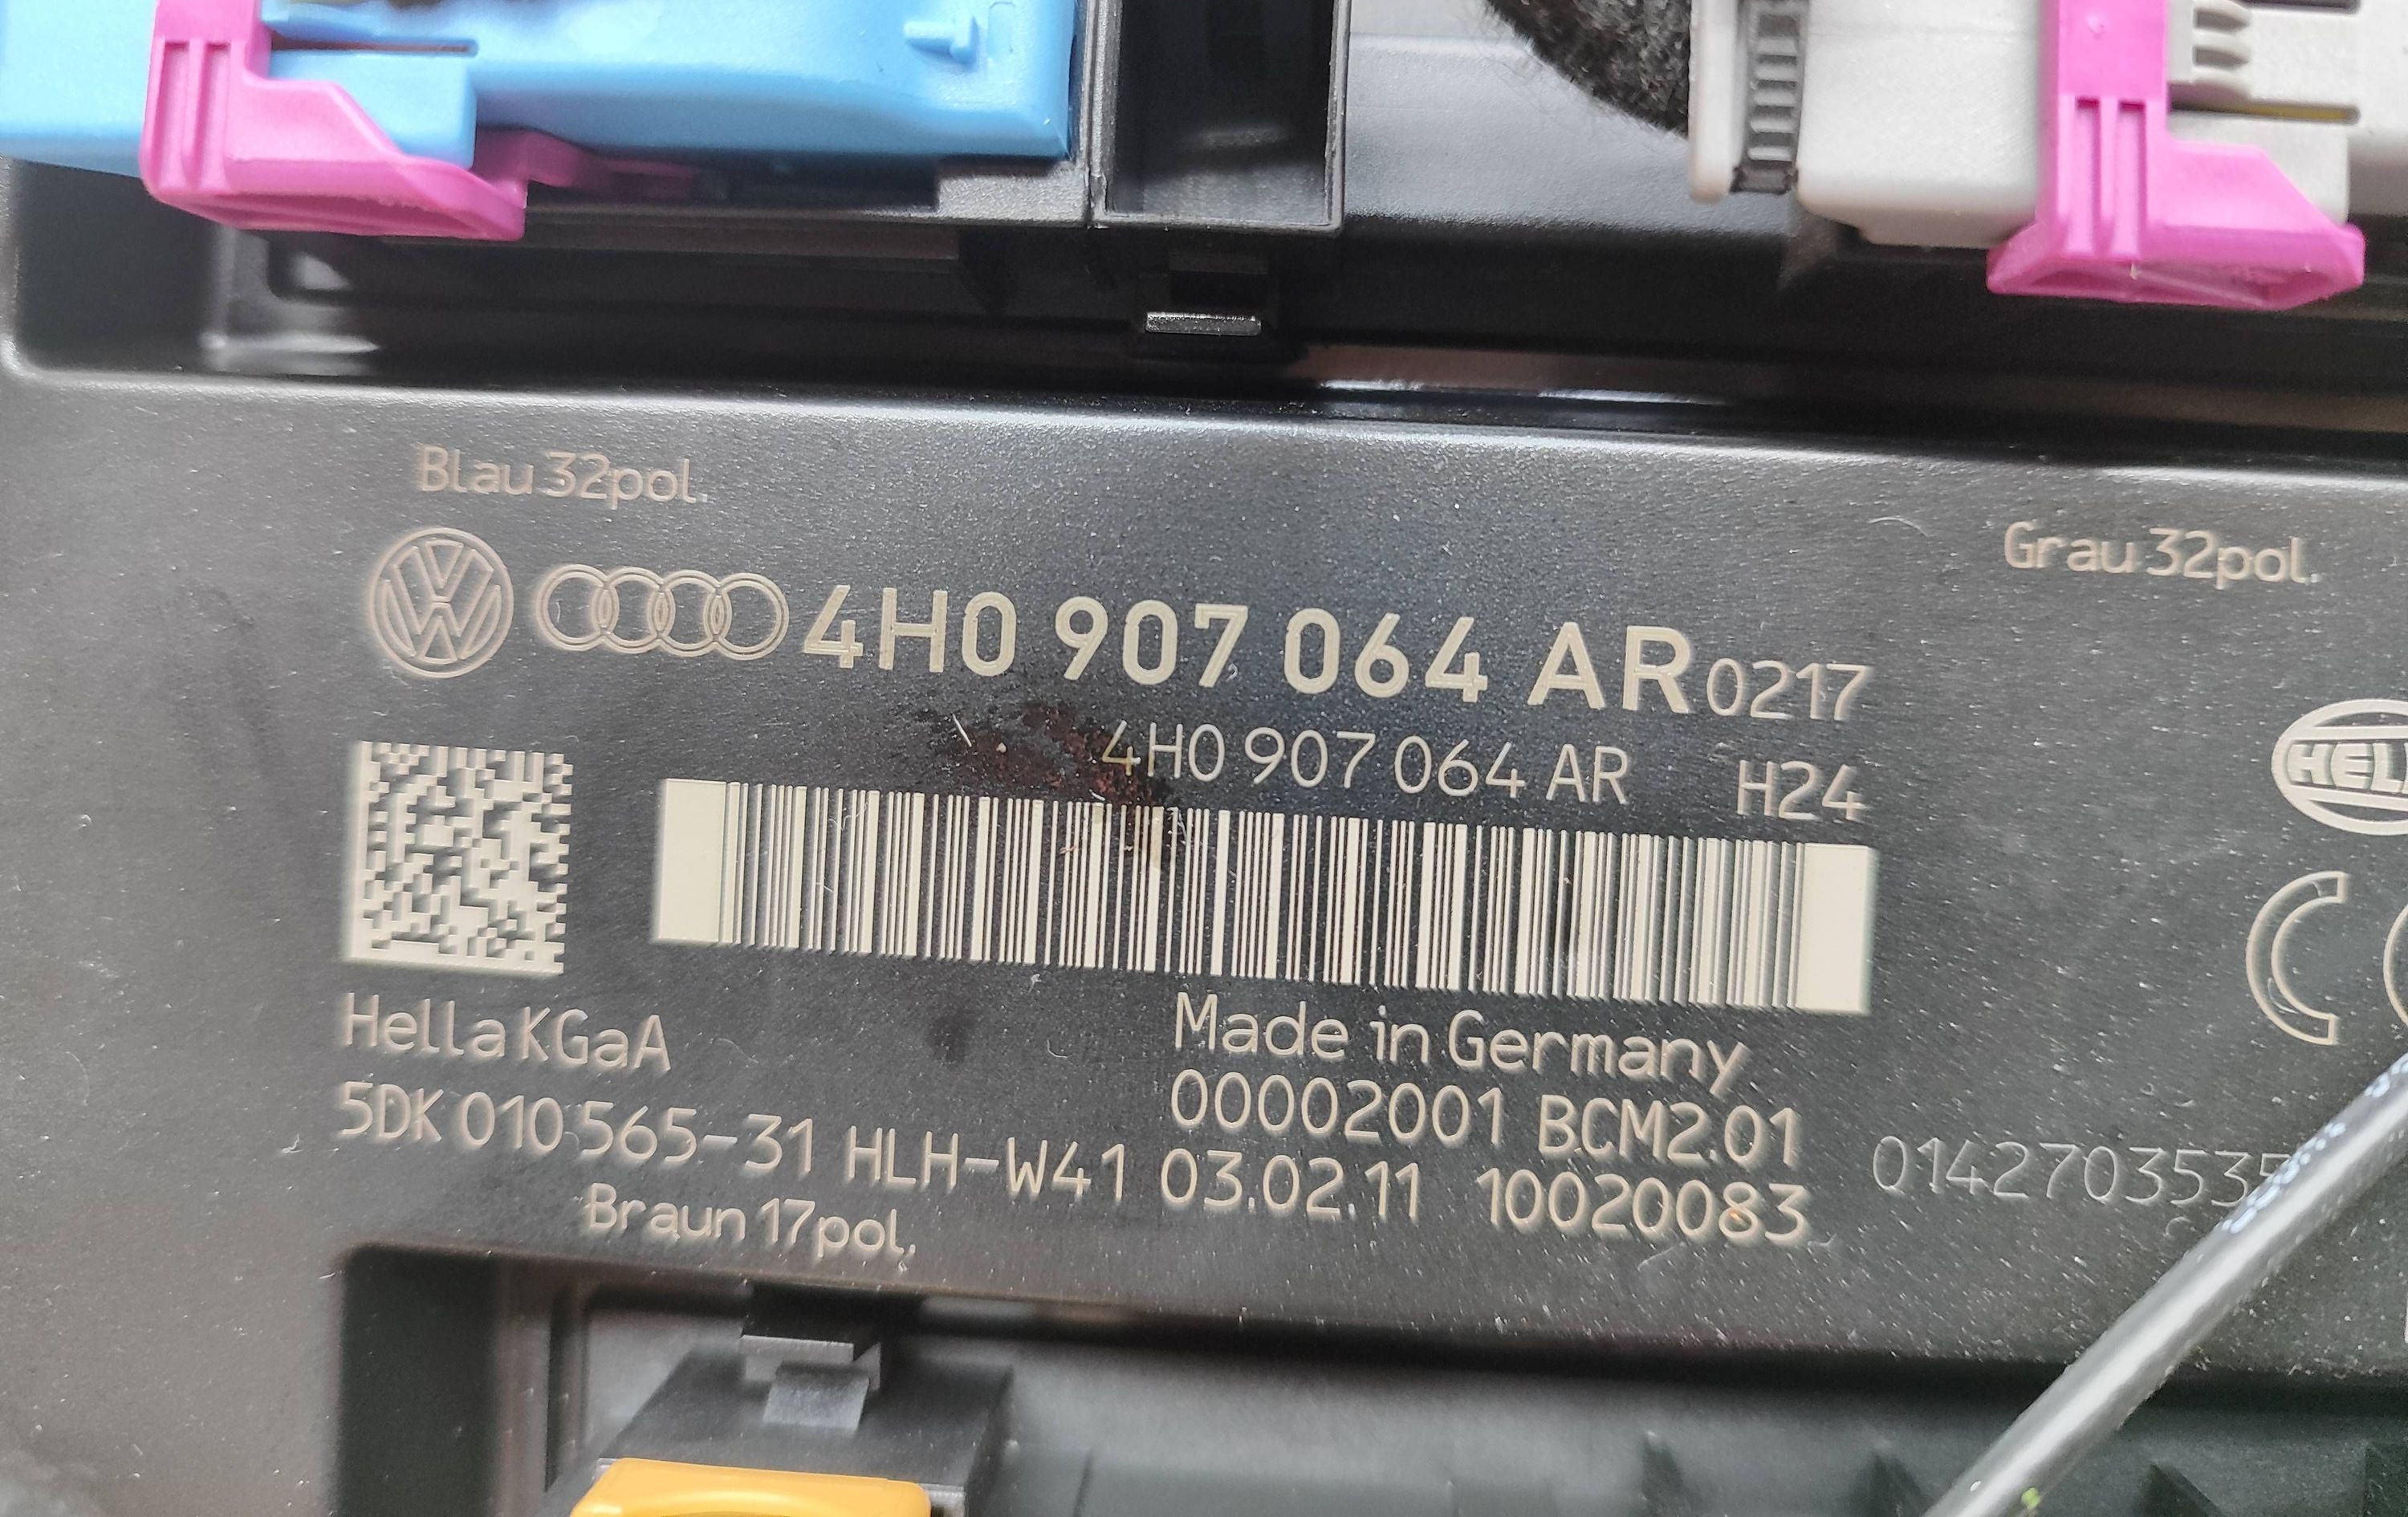 Blau 32pol.
Grau 32pol.
4H0 907 064 AR 0217
4H0 907 064 AR H24
Hella KGaA
Made in Germany
00002001 BCM2.01
5DK 010 565-31 HLH-W41 03.02.11 10020083
Braun 17pol.